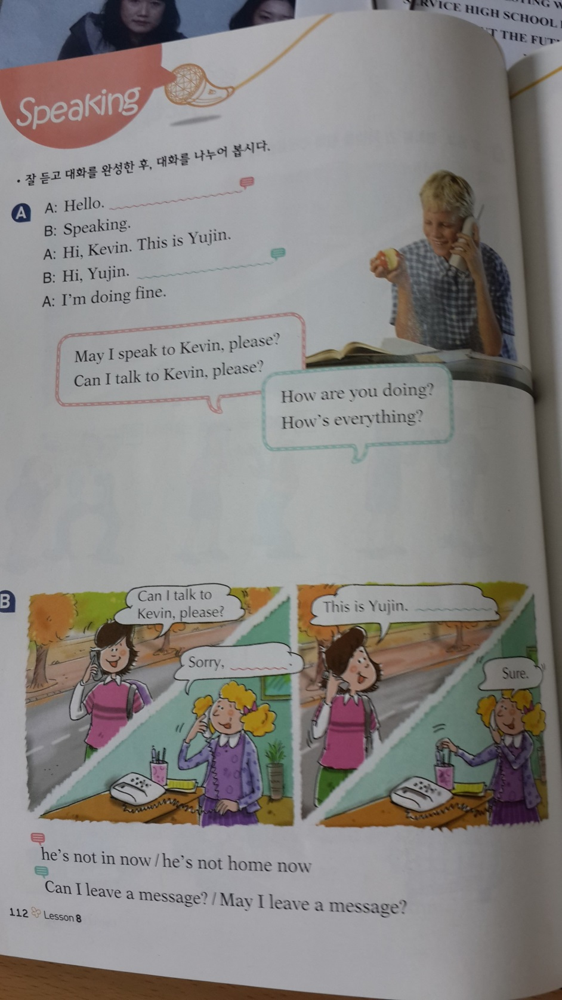 ERVICE HIGH SCHOOL
T THE FUT
Speaking
• 잘 듣고 대화를 완성한 후, 대화를 나누어 봅시다.
A
A: Hello.
B: Speaking.
A: Hi, Kevin. This is Yujin.
B: Hi, Yujin.
A: I'm doing fine.
May I speak to Kevin, please?
Can I talk to Kevin, please?
How are you doing?
How's everything?
B
Can I talk to
Kevin, please?
Sorry, .
This is Yujin.
Sure.
he's not in now / he's not home now
Can I leave a message? / May I leave a message?
112 Lesson 8